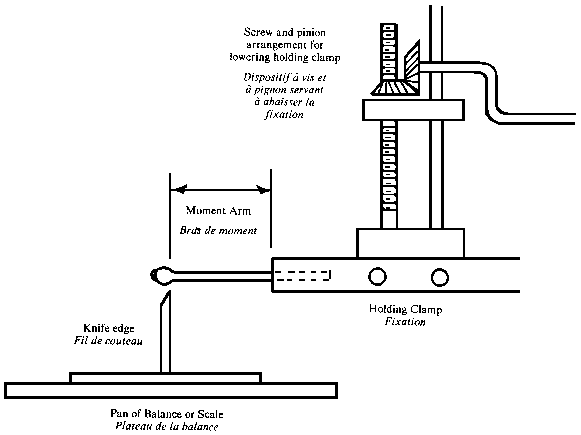 Screw and pinion
arrangement for
lowering holding clamp
Dispositif à vis et
à pignon servant
à abaisser la
fixation
Moment Arm
Bras de moment
Holding Clamp
Fixation
Knife edge
Fil de couteau
Pan of Balance or Scale
Plateau de la balance